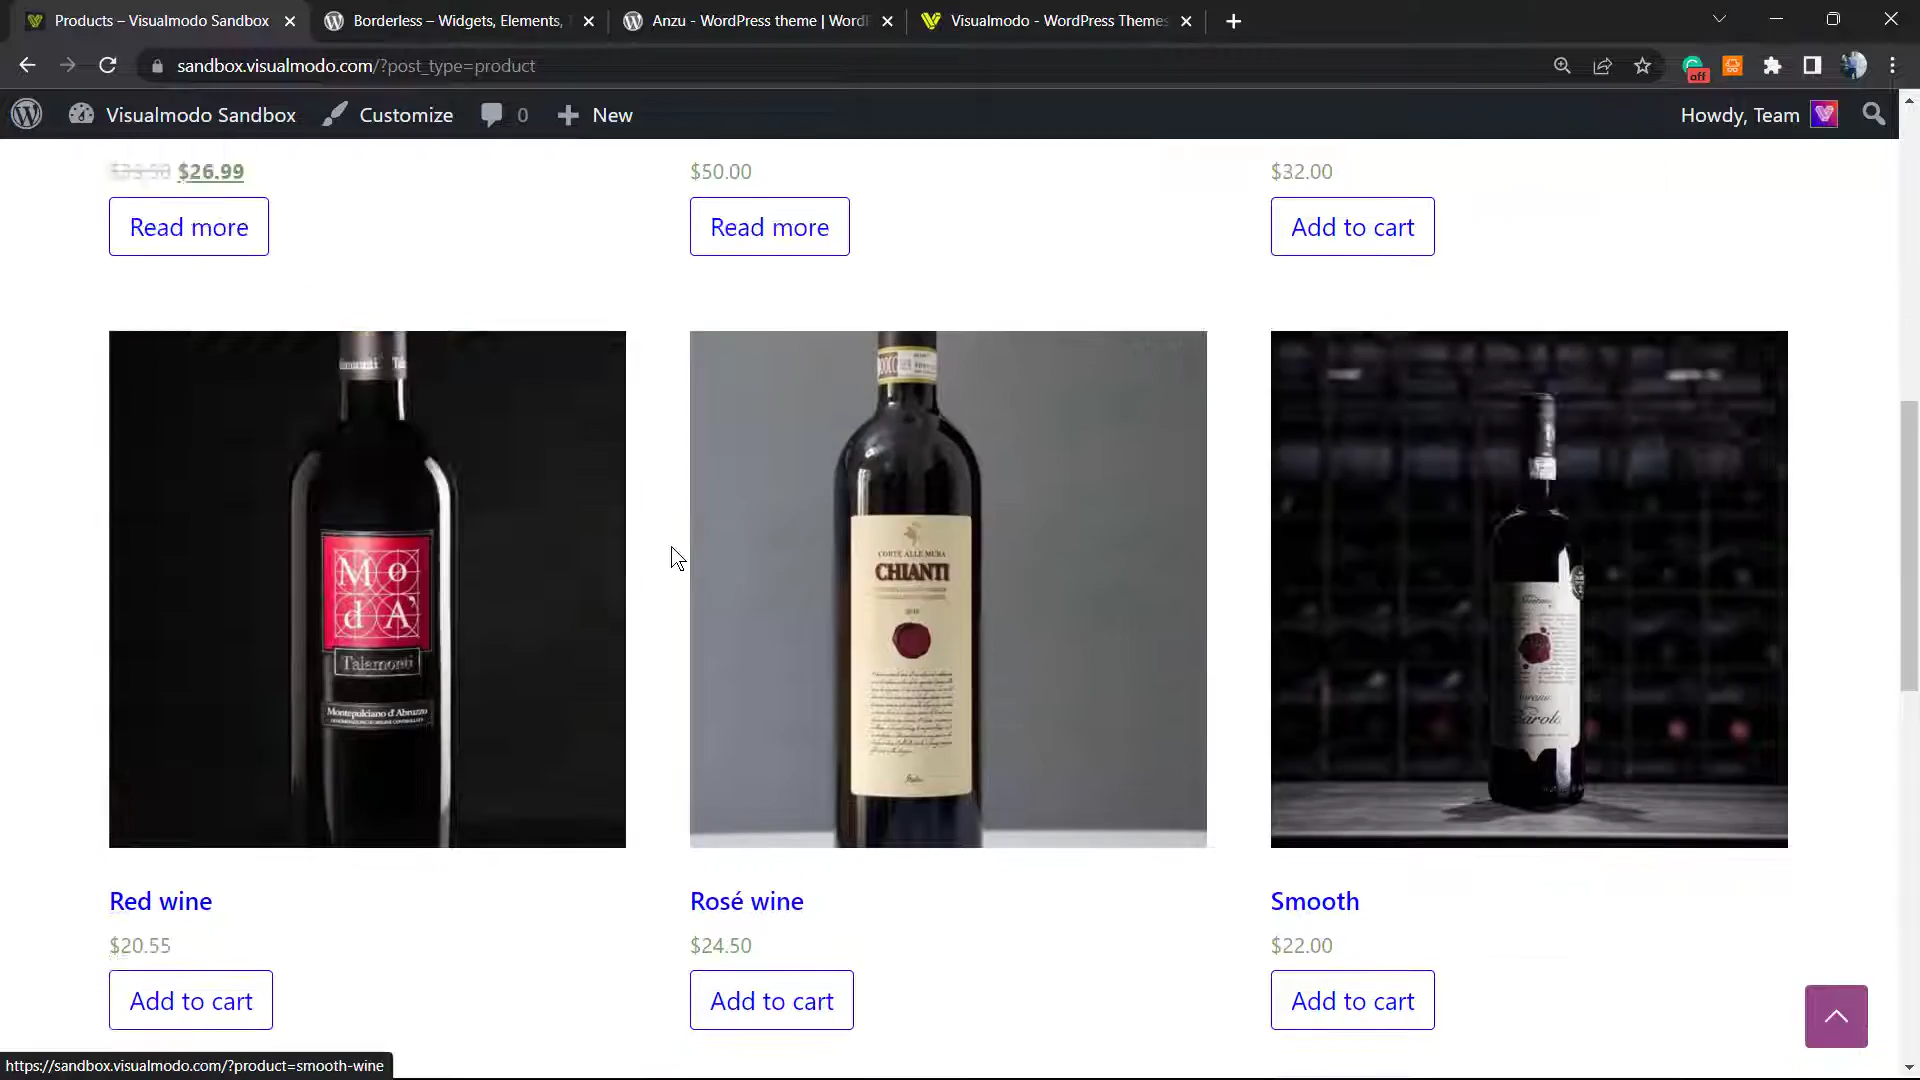 Products – Visualmodo Sandbox
Borderless – Widgets, Elements,
Anzu - WordPress theme | Word
Visualmodo - WordPress Themes
sandbox.visualmodo.com/?post_type=product
off
Visualmodo Sandbox
Customize
0
New
Howdy, Team
$26.99
$50.00
$32.00
Read more
Read more
Add to cart
Mo
dA'
Talamonti
Montepulciano d'Abruzzo
CORTE ALLE MURA
CHIANTI
Barolo
Red wine
Rosé wine
Smooth
$20.55
$24.50
$22.00
Add to cart
Add to cart
Add to cart
https://sandbox.visualmodo.com/?product=smooth-wine